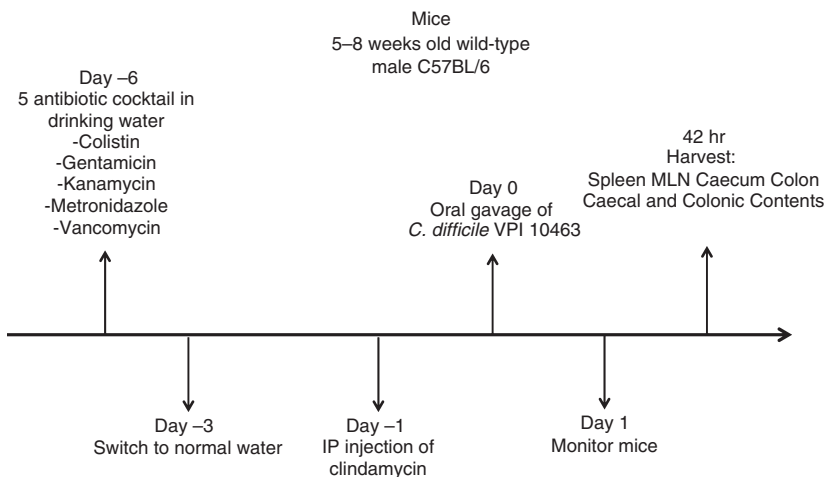 Mice
5–8 weeks old wild-type
male C57BL/6
Day –6
5 antibiotic cocktail in
drinking water
-Colistin
-Gentamicin
-Kanamycin
-Metronidazole
-Vancomycin
Day 0
Oral gavage of
C. difficile VPI 10463
42 hr
Harvest:
Spleen MLN Caecum Colon
Caecal and Colonic Contents
Day –3
Switch to normal water
Day –1
IP injection of
clindamycin
Day 1
Monitor mice